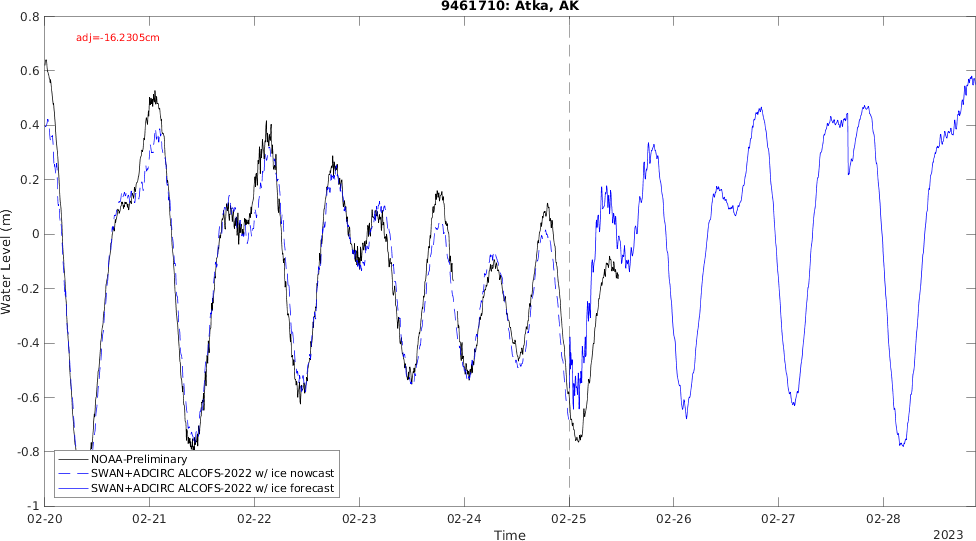 9461710: Atka, AK
adj=-16.2305cm
0.8
0.6
0.4
0.2
0
-0.2
-0.4
-0.6
-0.8
-1
Water Level (m)
NOAA-Preliminary
SWAN+ADCIRC ALCOFS-2022 w/ ice nowcast
SWAN+ADCIRC ALCOFS-2022 w/ ice forecast
02-20 02-21 02-22 02-23 02-24 02-25 02-26 02-27 02-28
Time
2023